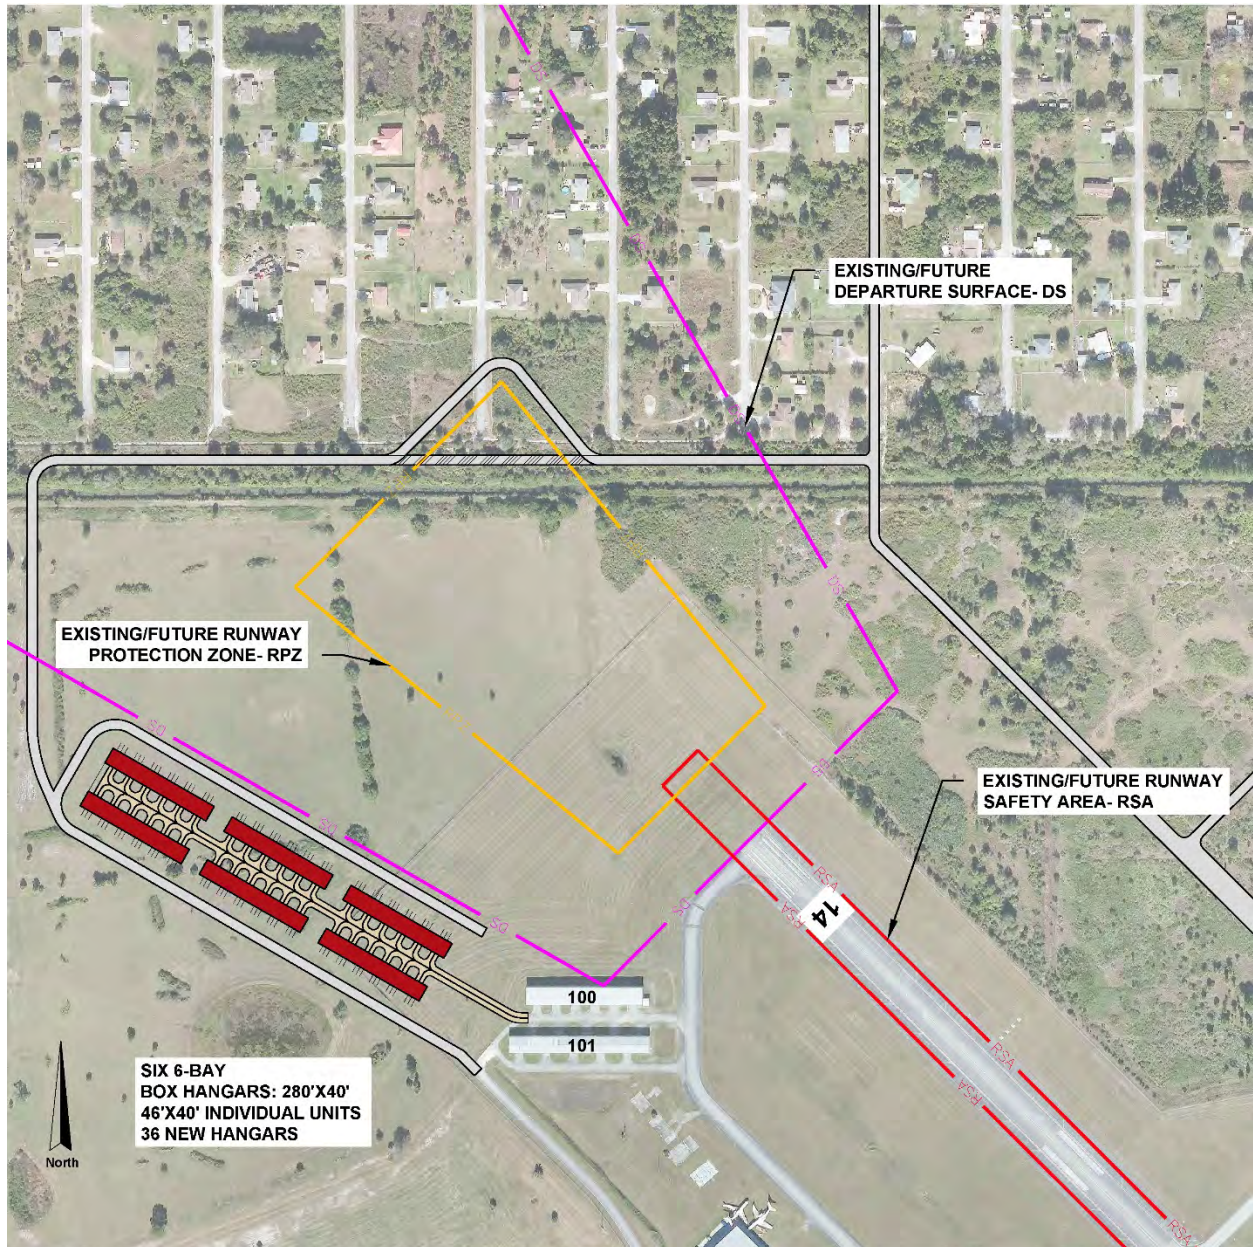 EXISTING/FUTURE
DEPARTURE SURFACE- DS
EXISTING/FUTURE RUNWAY
PROTECTION ZONE- RPZ
EXISTING/FUTURE RUNWAY
SAFETY AREA- RSA
DS
DS
DS
DS
DS
DS
DS
DS
DS
RSA
RSA
14
100
101
RSA
RSA
RSA
SIX 6-BAY
BOX HANGARS: 280'X40'
46'X40' INDIVIDUAL UNITS
36 NEW HANGARS
North